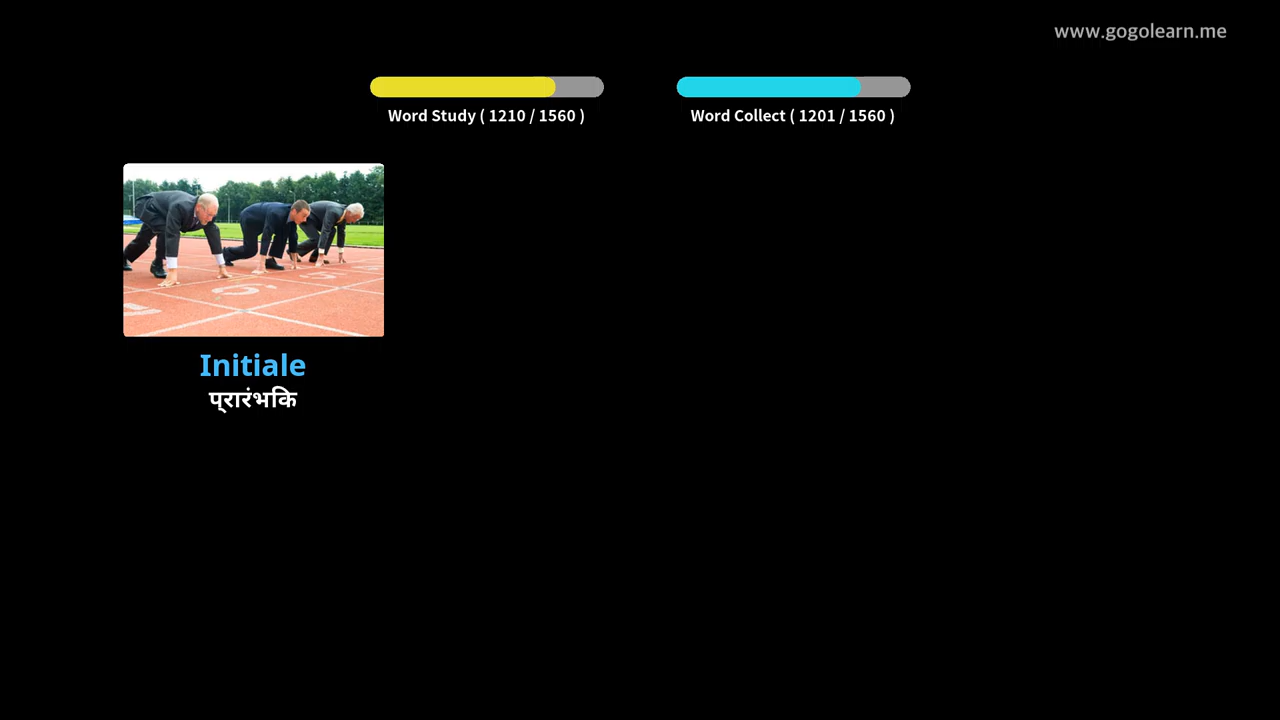 www.gogolearn.me
Word Study ( 1210 / 1560 )
Word Collect ( 1201 / 1560 )
Initiale
प्रारंभकि